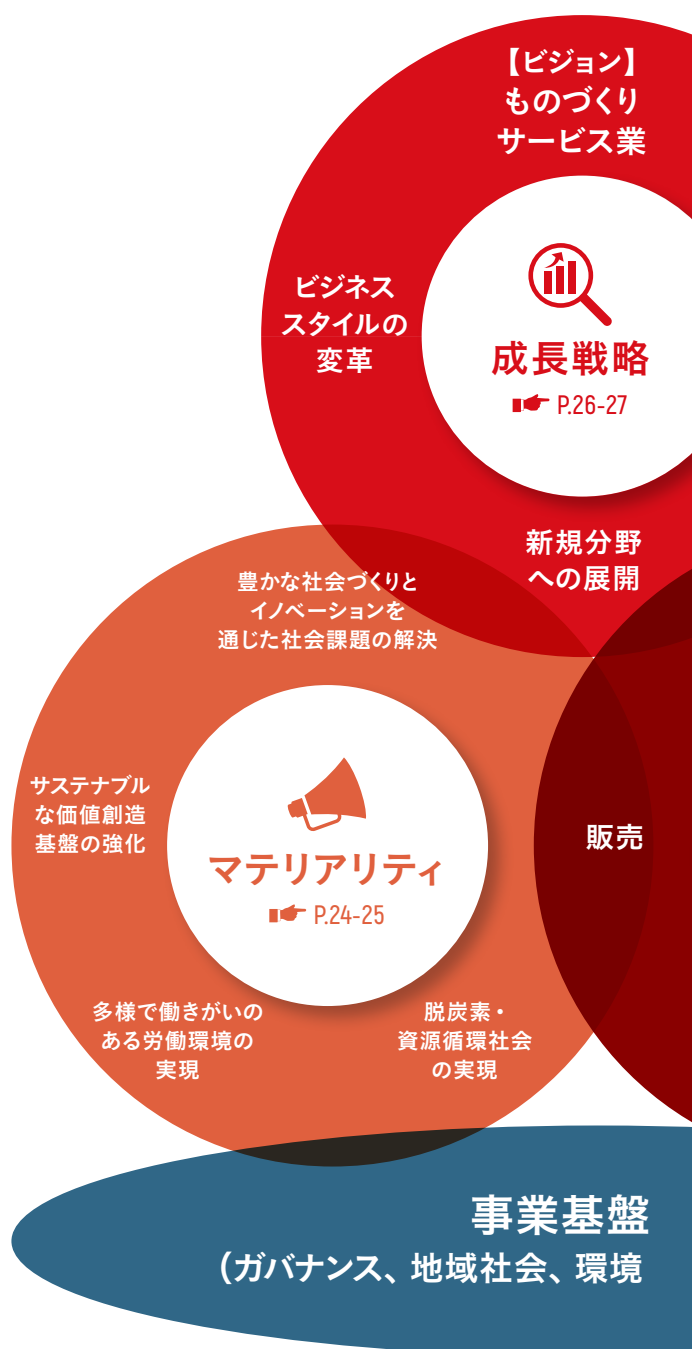 【ビジョン】
ものづくり
サービス業
ビジネス
スタイルの
変革
成長戦略
P.26-27
新規分野
への展開
豊かな社会づくりと
イノベーションを
通じた社会課題の解決
サステナブル
な価値創造
基盤の強化
マテリアリティ
P.24-25
販売
多様で働きがいの
ある労働環境の
実現
脱炭素・
資源循環社会
の実現
事業基盤
(ガバナンス、地域社会、環境